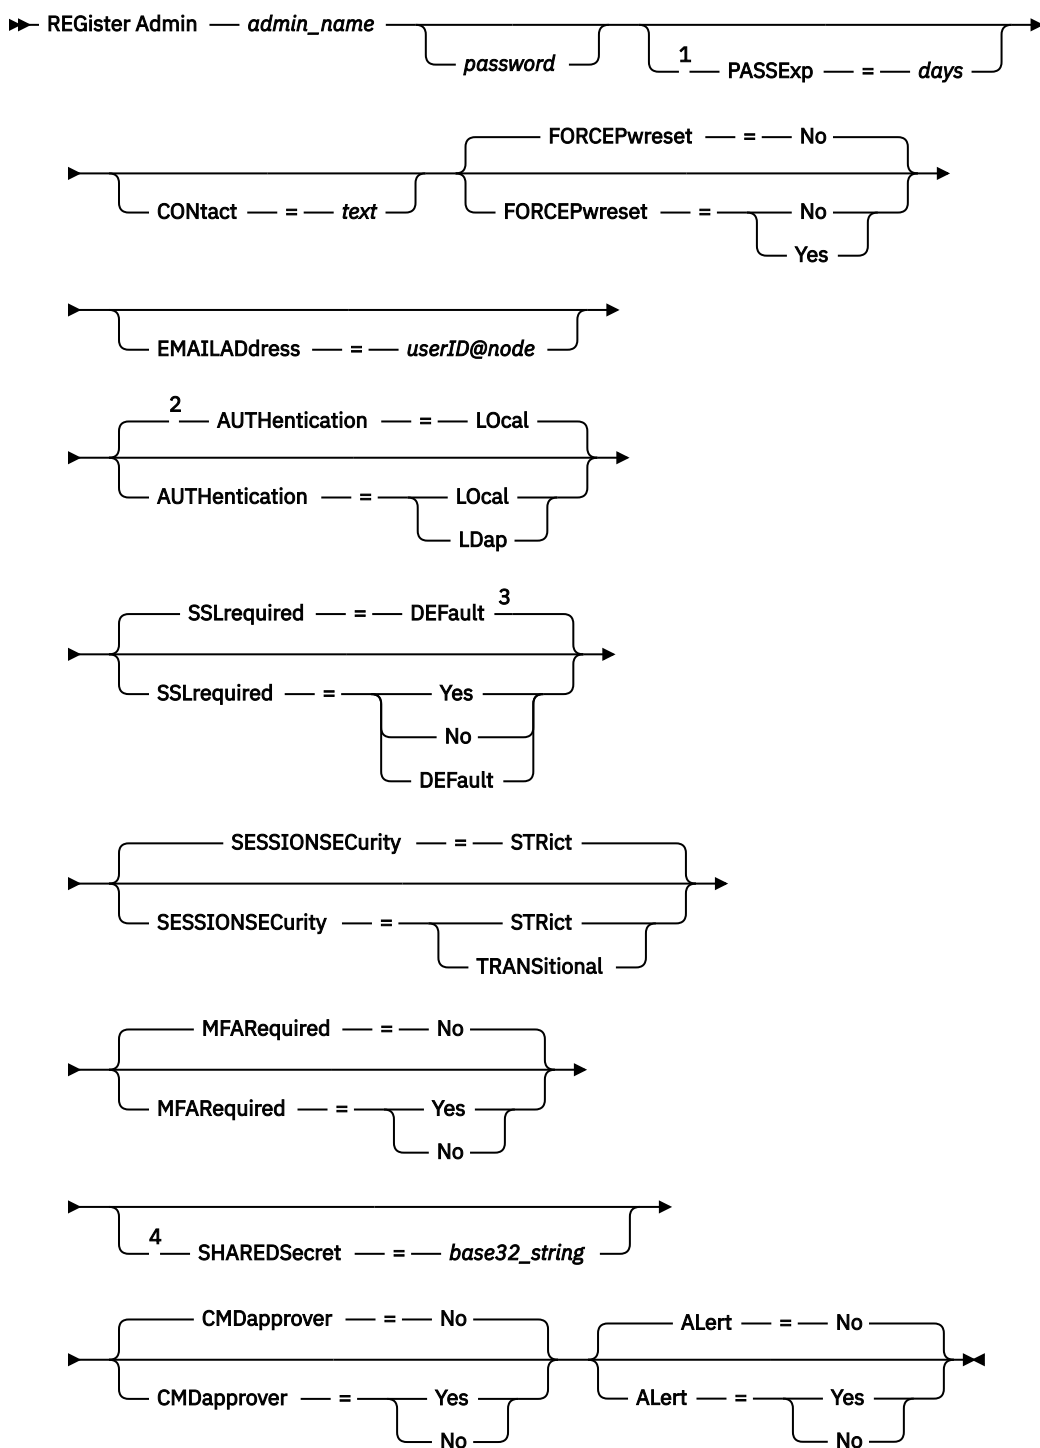 REGister Admin admin_name
password
1 PASSExp = days
FORCEPwreset = No
CONtact = text
FORCEPwreset = No
Yes
EMAILADdress = userID@node
2 AUTHentication = LOcal
AUTHentication = LOcal
LDap
SSLrequired = DEFault 3
SSLrequired = Yes
No
DEFault
SESSIONSECurity = STRict
SESSIONSECurity = STRict
TRANSitional
MFARequired = No
MFARequired = Yes
No
4 SHAREDSecret = base32_string
CMDapprover = No
ALert = No
CMDapprover = Yes
No
ALert = Yes
No